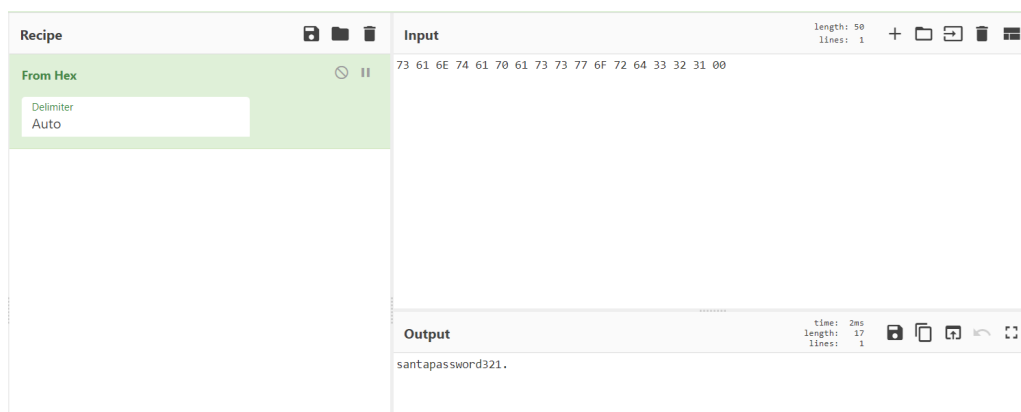 Recipe
From Hex
Delimiter
Auto
Input
length: 50
lines: 1
73 61 6E 74 61 70 61 73 73 77 6F 72 64 33 32 31 00
Output
time: 2ms
length: 17
lines: 1
santapassword321.